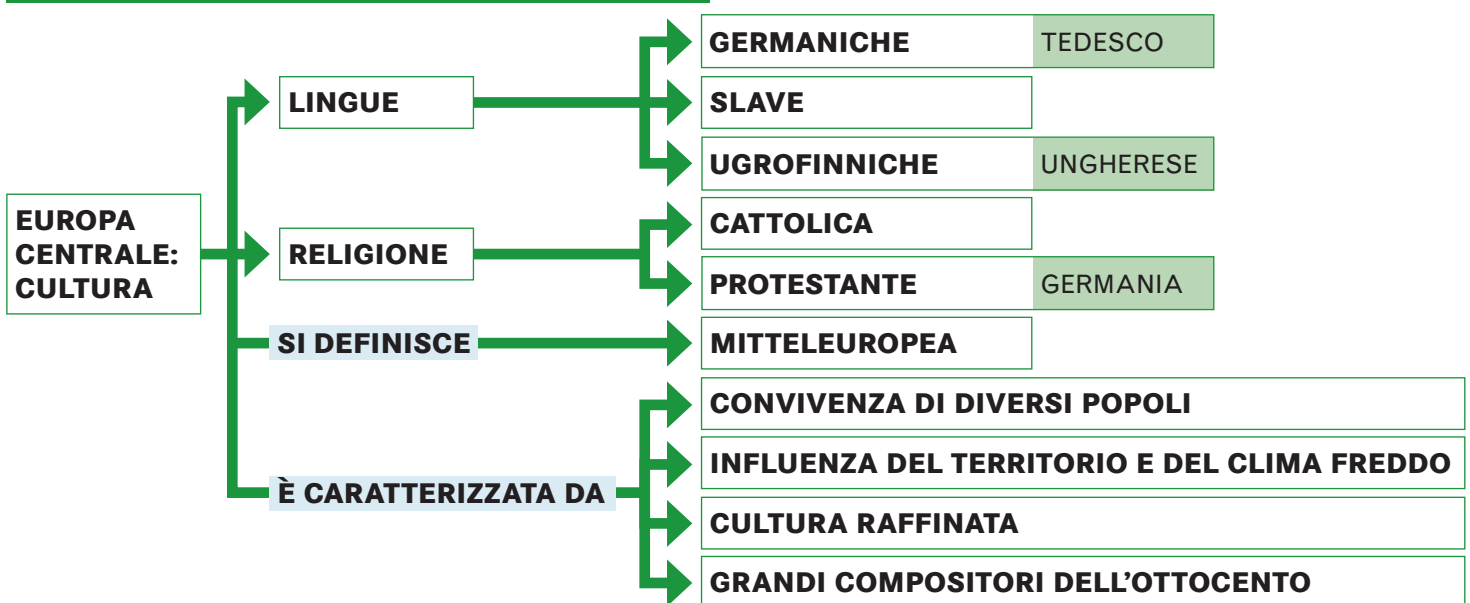 EUROPA
CENTRALE:
CULTURA
LINGUE
GERMANICHE TEDESCO
SLAVE
UGROFINNICHE UNGHERESE
RELIGIONE
CATTOLICA
PROTESTANTE GERMANIA
SI DEFINISCE
MITTELEUROPEA
È CARATTERIZZATA DA
CONVIVENZA DI DIVERSI POPOLI
INFLUENZA DEL TERRITORIO E DEL CLIMA FREDDO
CULTURA RAFFINATA
GRANDI COMPOSITORI DELL’OTTOCENTO